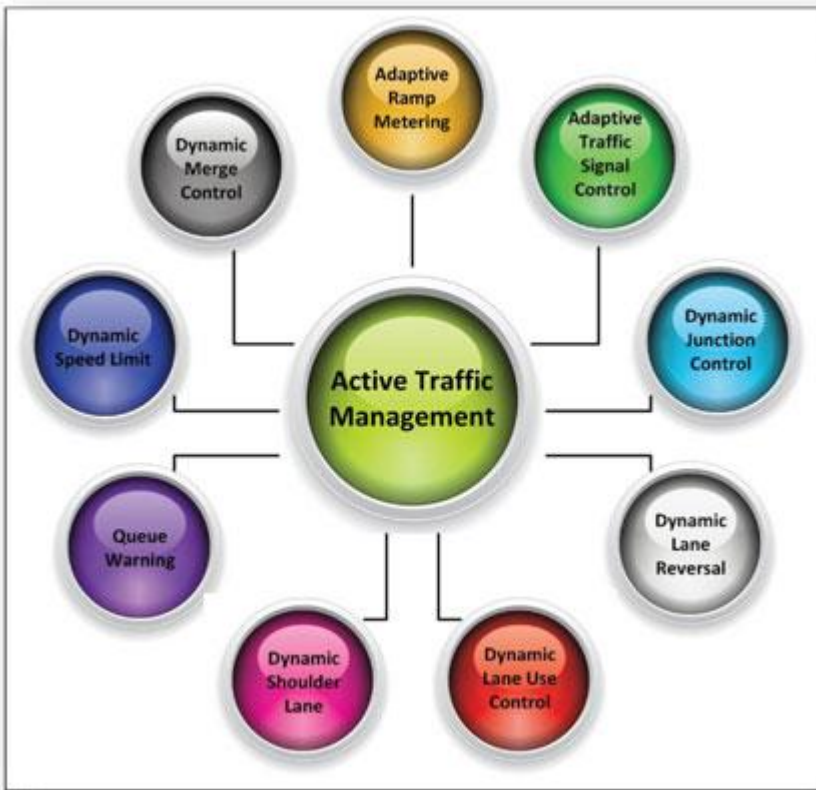 Adaptive
Ramp
Metering
Adaptive
Traffic
Signal
Control
Dynamic
Junction
Control
Dynamic
Lane
Reversal
Dynamic
Lane Use
Control
Dynamic
Shoulder
Lane
Queue
Warning
Dynamic
Speed Limit
Dynamic
Merge
Control
Active Traffic
Management